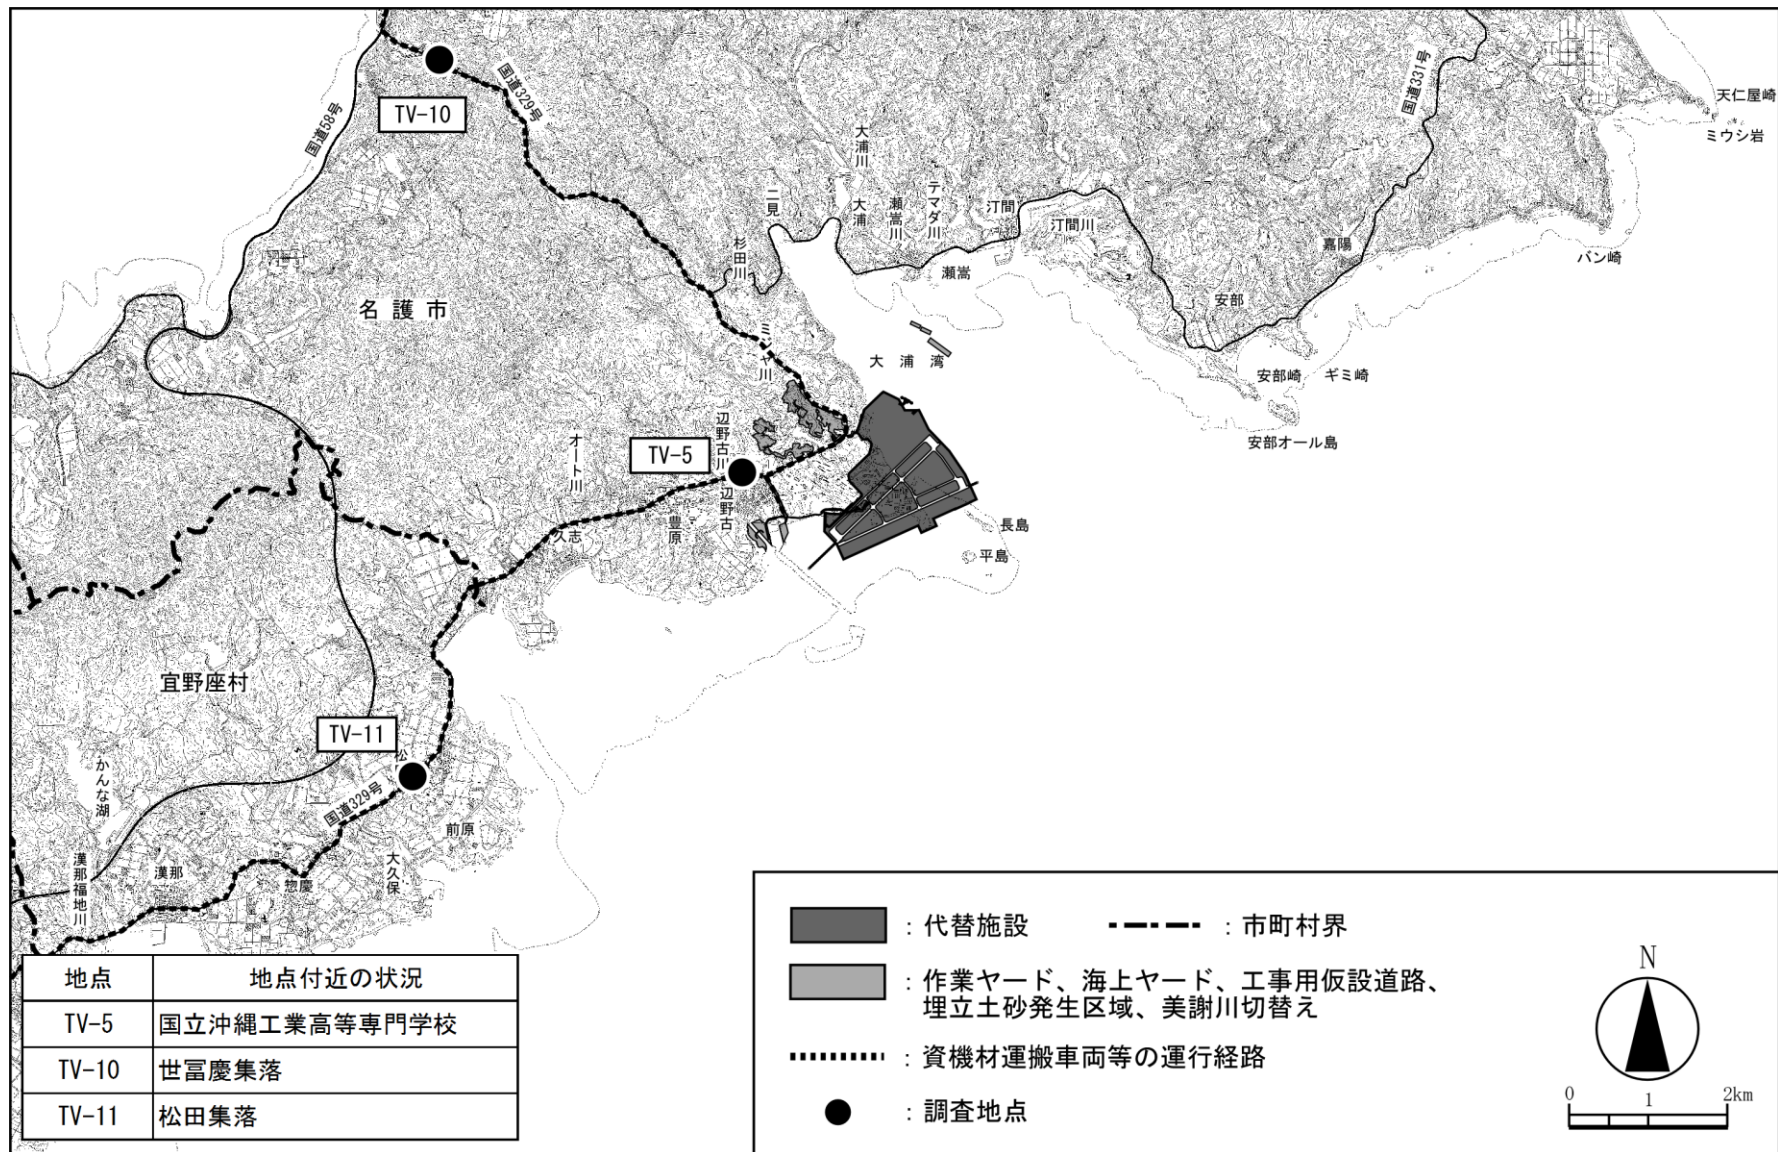 天仁屋崎
ミウシ岩
国道331号
国道329号
TV-10
国道58号
大浦川
テマダ川
二見
大浦
瀬嵩川
汀間
汀間川
杉田川
嘉陽
バン崎
瀬嵩
名護市
安部
ミジャ川
大浦湾
安部崎
ギミ崎
安部オール島
辺野古川
オート川
TV-5
辺野古
豊原
久志
長島
平島
宜野座村
TV-11
松
かんな湖
国道329号
前原
大久保
漢那
惣慶
漢那福地川
地点 地点付近の状況
TV-5 国立沖縄工業高等専門学校
TV-10 世冨慶集落
TV-11 松田集落
:代替施設
:市町村界
:作業ヤード、海上ヤード、工事用仮設道路、
埋立土砂発生区域、美謝川切替え
:資機材運搬車両等の運行経路
:調査地点
N
0 1 2km